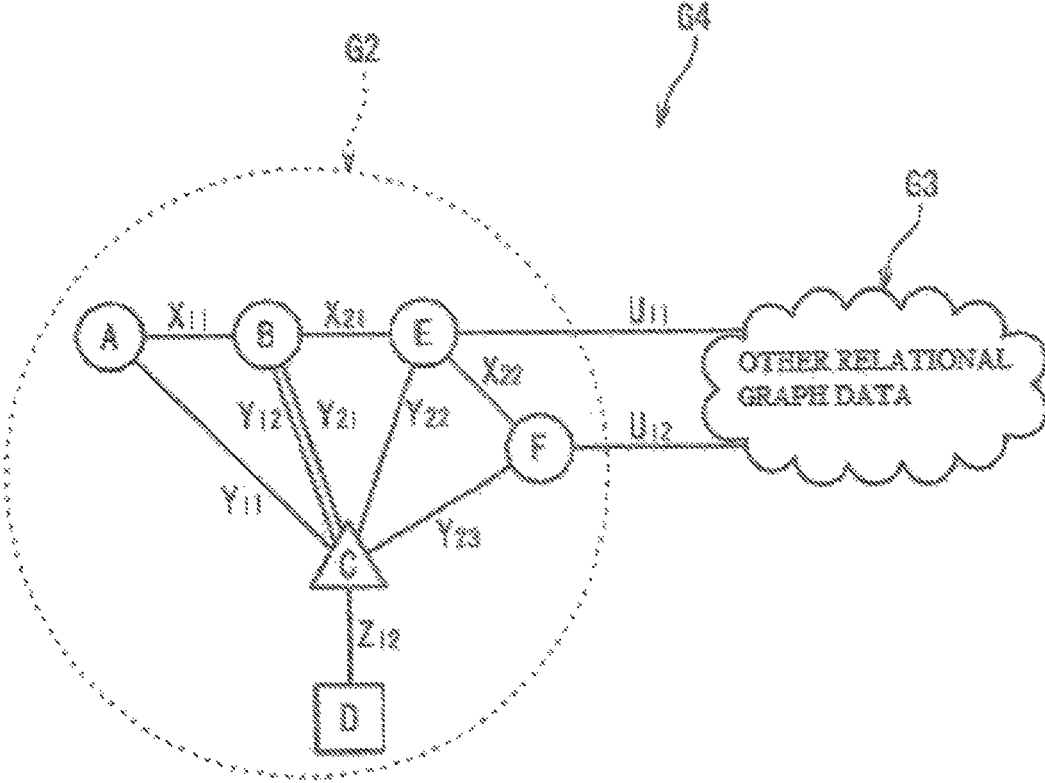 G4
G2
G3
A X11 B X21 E U11
X22
OTHER RELATIONAL
GRAPH DATA
Y12 Y21 Y22
F U12
Y11
Y23
C
Z12
D